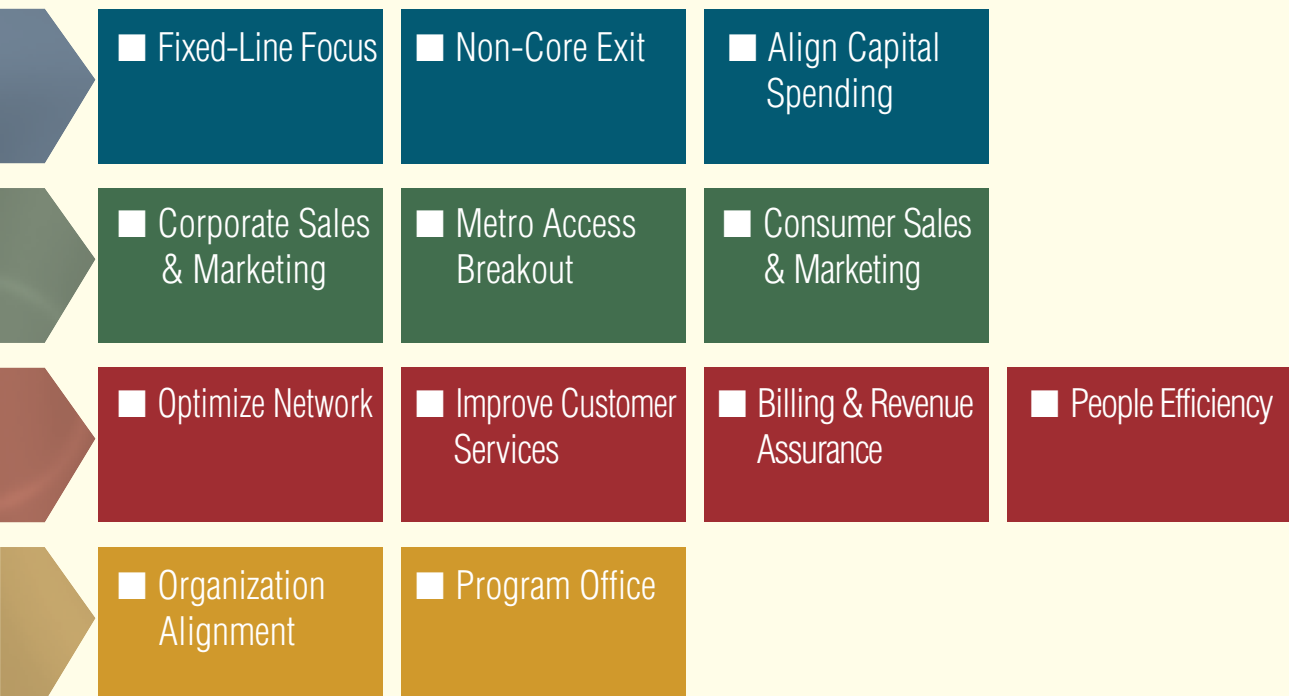 ■ Fixed-Line Focus
■ Non-Core Exit
■ Align Capital
Spending
■ Corporate Sales
& Marketing
■ Metro Access
Breakout
■ Consumer Sales
& Marketing
■ Optimize Network
■ Improve Customer
Services
■ Billing & Revenue
Assurance
■ People Efficiency
■ Organization
Alignment
■ Program Office